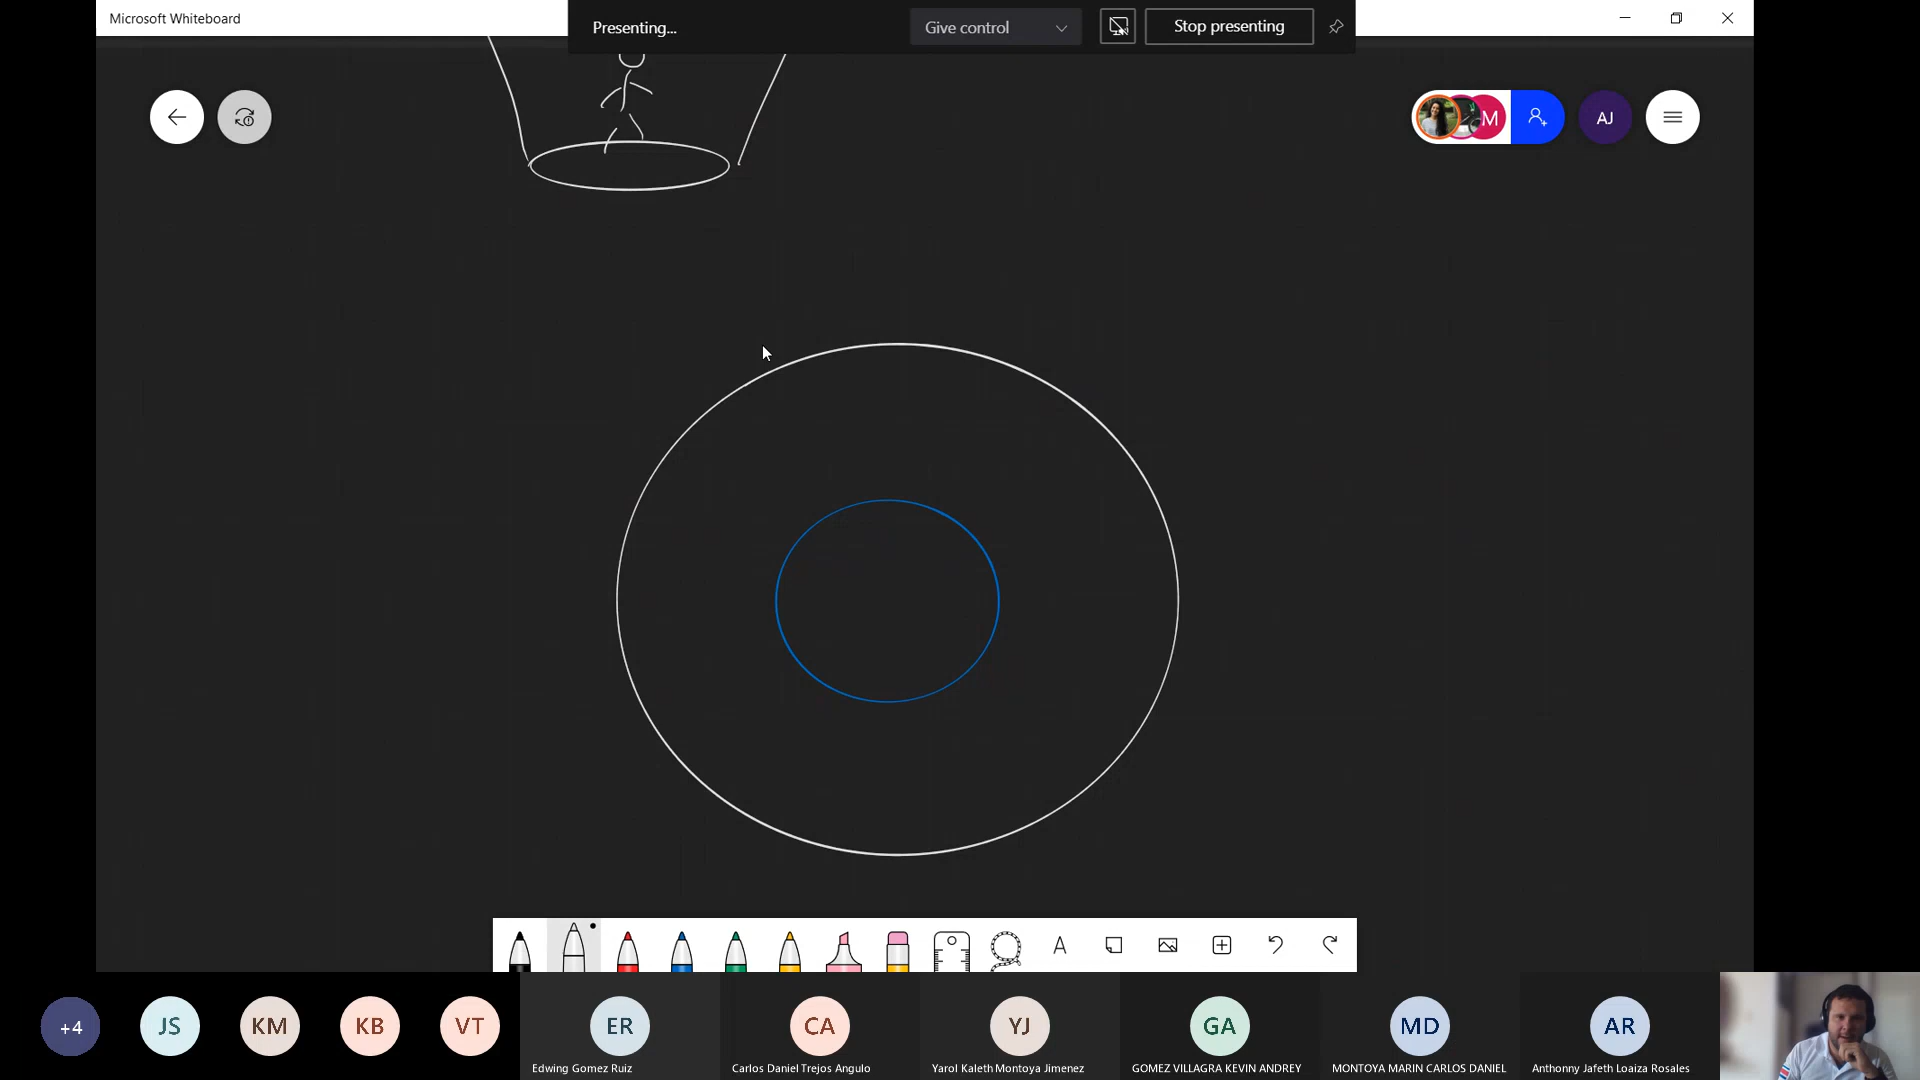 Microsoft Whiteboard
Presenting...
Give control
Stop presenting
M
AJ
A
+4
JS
KM
KB
VT
ER
CA
YJ
GA
MD
AR
Edwing Gomez Ruiz
Carlos Daniel Trejos Angulo
Yarol Kaleth Montoya Jimenez
GOMEZ VILLAGRA KEVIN ANDREY
MONTOYA MARIN CARLOS DANIEL
Anthonny Jafeth Loaiza Rosales